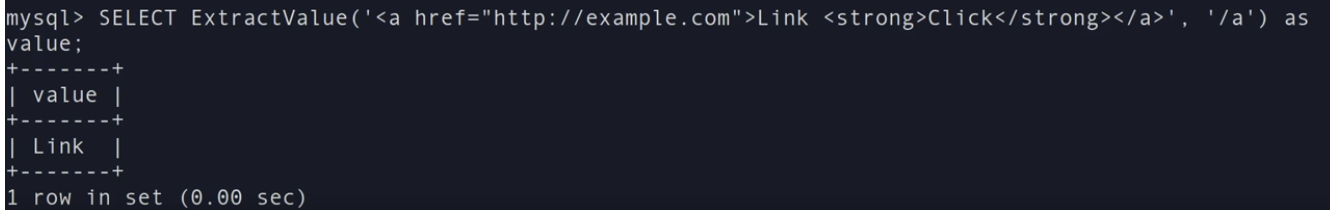 mysql> SELECT ExtractValue('<a href="http://example.com">Link <strong>Click</strong></a>', '/a') as
value;
+-------+
| value |
+-------+
| Link  |
+-------+
1 row in set (0.00 sec)